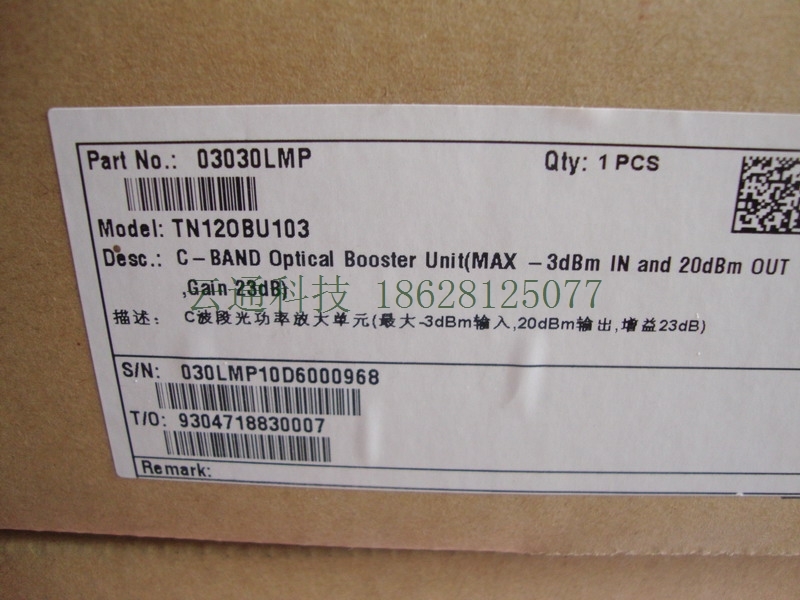 Part No.: 03030LMP Qty: 1 PCS
Model: TN12OBU103
Desc.: C-BAND Optical Booster Unit(MAX -3dBm IN and 20dBm OUT
,Gain 23dB)
云通科技 18628125077
描述: C波段光功率放大单元(最大-3dBm输入,20dBm输出,增益23dB)
S/N: 030LMP10D6000968
T/O: 9304718830007
Remark: